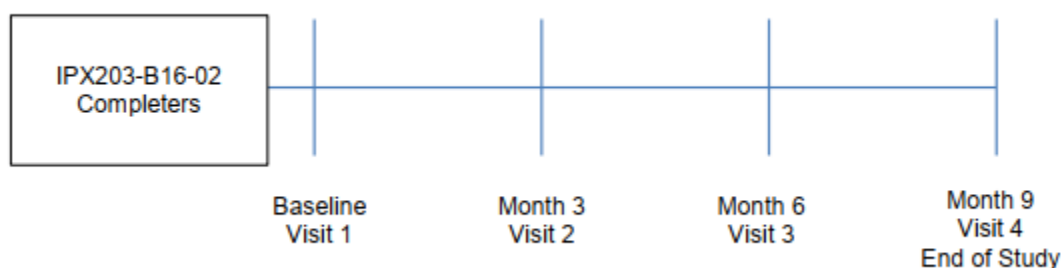 IPX203-B16-02
Completers
Baseline
Visit 1
Month 3
Visit 2
Month 6
Visit 3
Month 9
Visit 4
End of Study